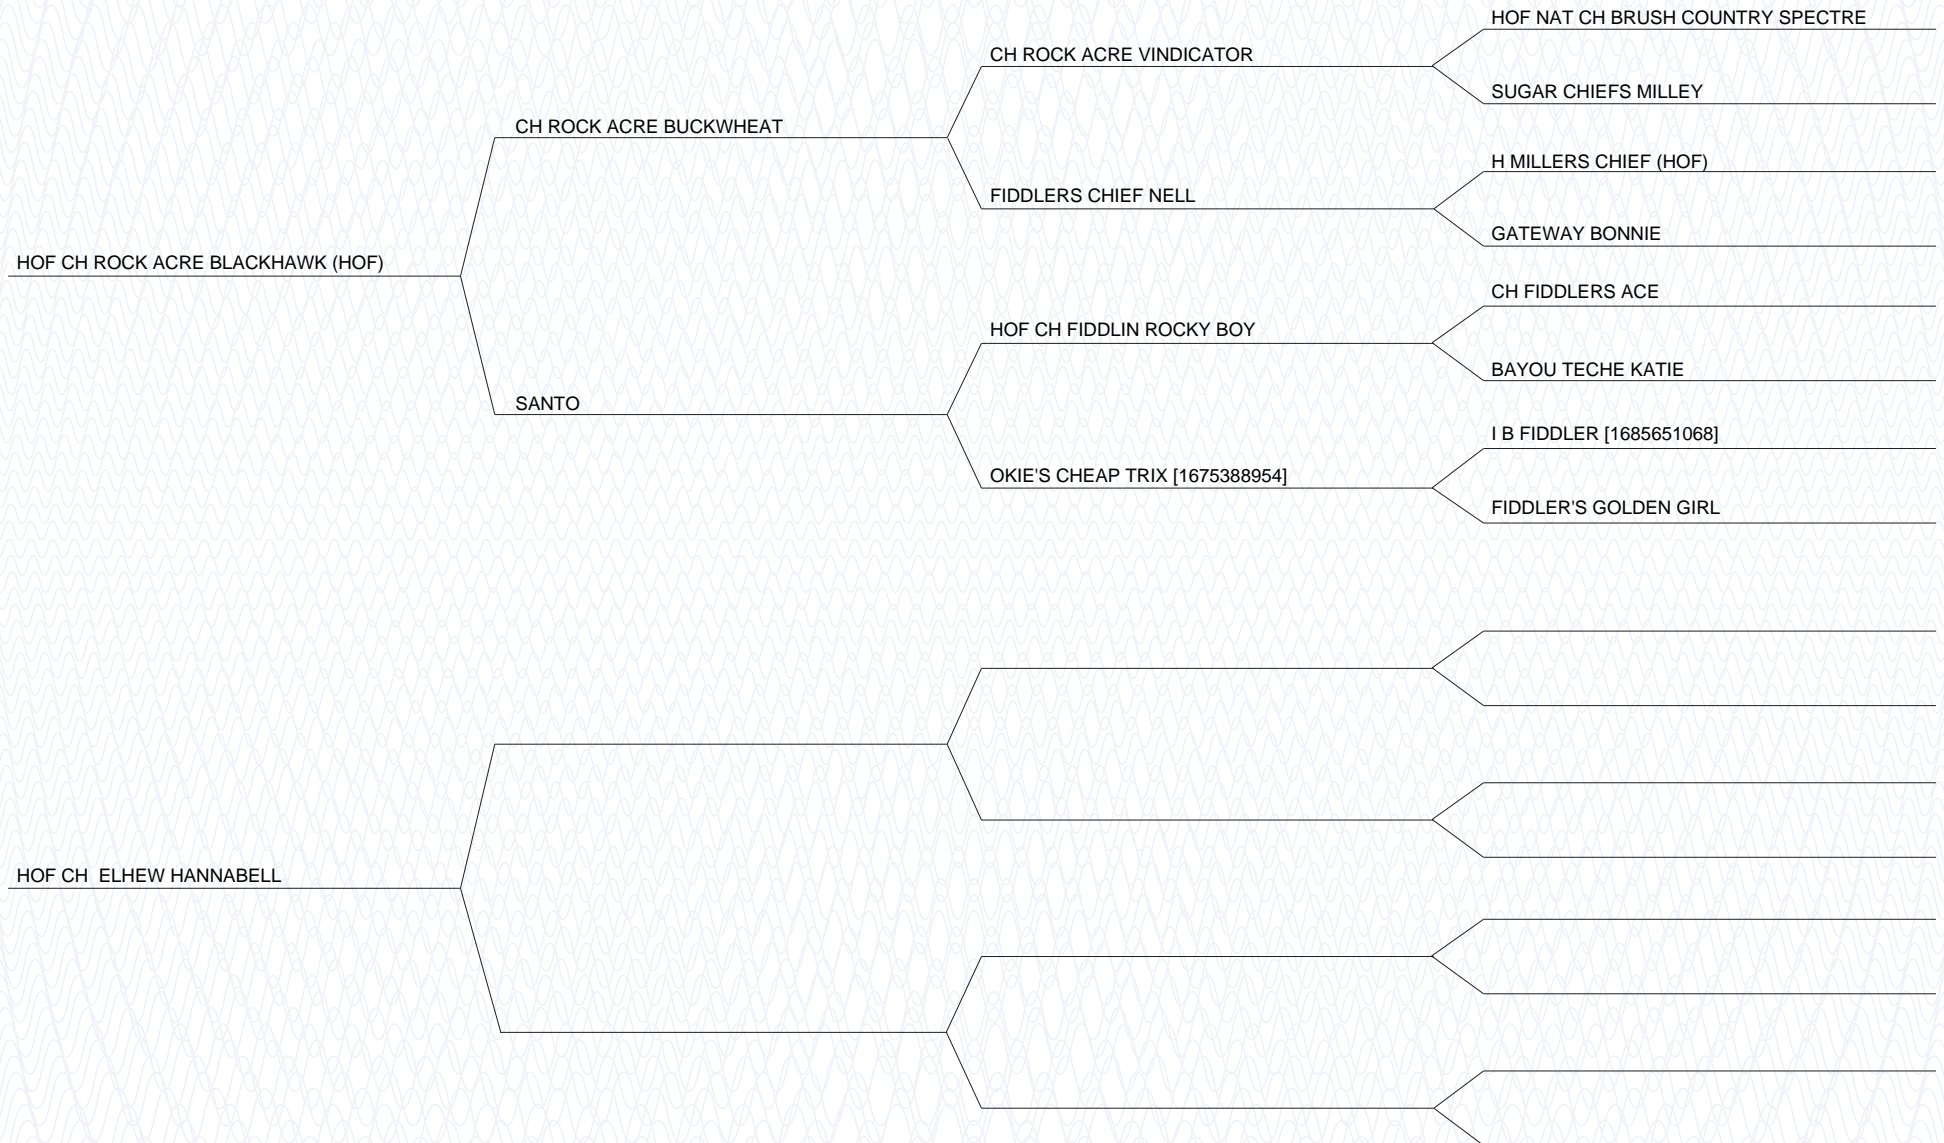 HOF NAT CH BRUSH COUNTRY SPECTRE
CH ROCK ACRE VINDICATOR
SUGAR CHIEFS MILLEY
CH ROCK ACRE BUCKWHEAT
H MILLERS CHIEF (HOF)
FIDDLERS CHIEF NELL
GATEWAY BONNIE
HOF CH ROCK ACRE BLACKHAWK (HOF)
CH FIDDLERS ACE
HOF CH FIDDLIN ROCKY BOY
BAYOU TECHE KATIE
SANTO
I B FIDDLER [1685651068]
OKIE'S CHEAP TRIX [1675388954]
FIDDLER'S GOLDEN GIRL
HOF CH  ELHEW HANNABELL